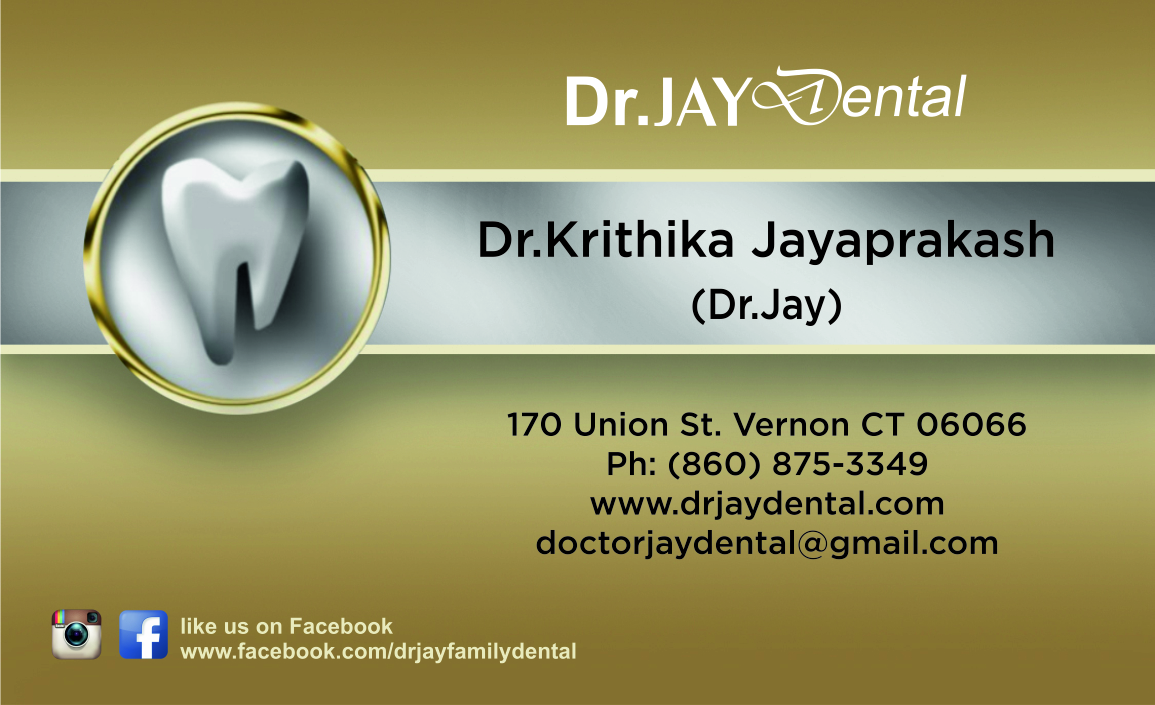 Dr.JAY Dental
Dr.Krithika Jayaprakash
(Dr.Jay)
170 Union St. Vernon CT 06066
Ph: (860) 875-3349
www.drjaydental.com
doctorjaydental@gmail.com
like us on Facebook
www.facebook.com/drjayfamilydental